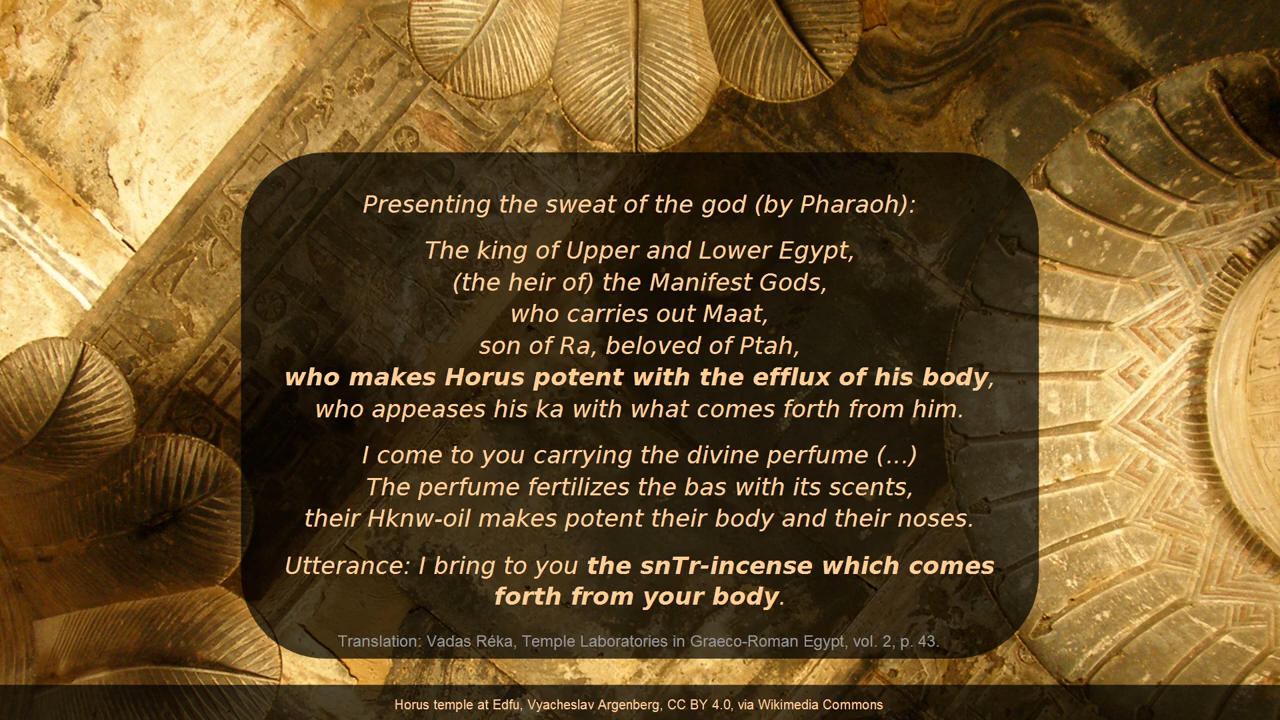 Presenting the sweat of the god (by Pharaoh):
The king of Upper and Lower Egypt,
(the heir of) the Manifest Gods,
who carries out Maat,
son of Ra, beloved of Ptah,
who makes Horus potent with the efflux of his body,
who appeases his ka with what comes forth from him.
I come to you carrying the divine perfume (...)
The perfume fertilizes the bas with its scents,
their Hknw-oil makes potent their body and their noses.
Utterance: I bring to you the snTr-incense which comes
forth from your body.
Translation: Vadas Réka, Temple Laboratories in Graeco-Roman Egypt, vol. 2, p. 43.
Horus temple at Edfu, Vyacheslav Argenberg, CC BY 4.0, via Wikimedia Commons